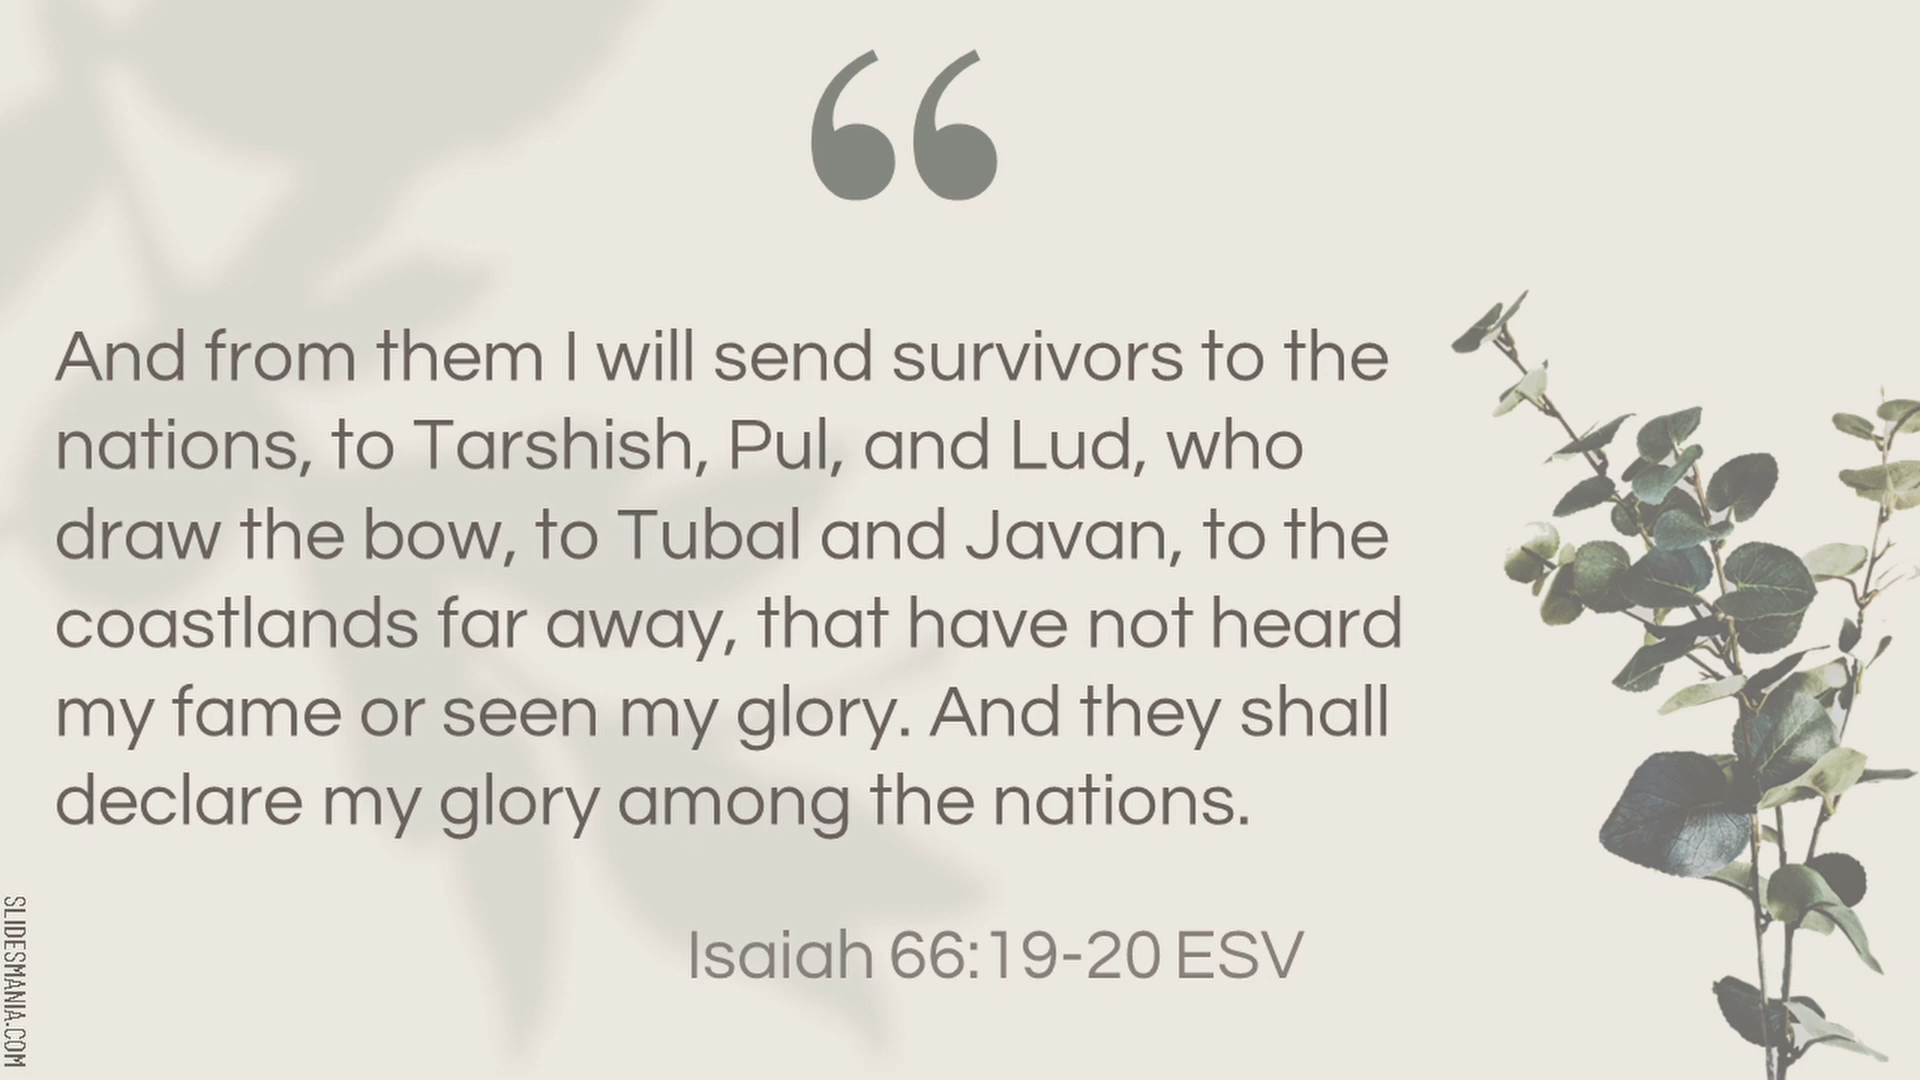 “
And from them I will send survivors to the
nations, to Tarshish, Pul, and Lud, who
draw the bow, to Tubal and Javan, to the
coastlands far away, that have not heard
my fame or seen my glory. And they shall
declare my glory among the nations.
Isaiah 66:19-20 ESV
SLIDESMANIA.COM